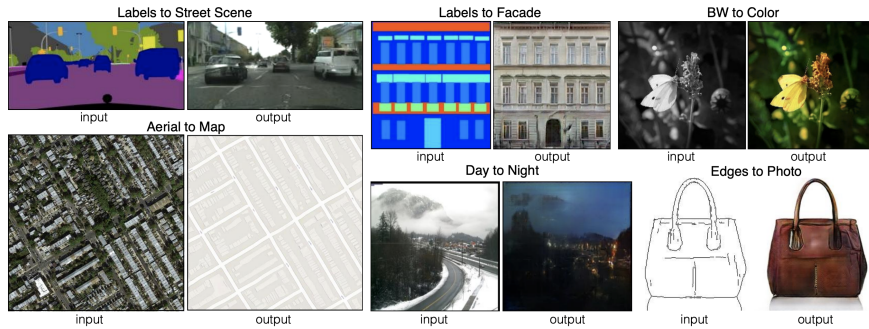 Labels to Street Scene
input
output
Aerial to Map
input
output
Labels to Facade
input
output
BW to Color
input
output
Day to Night
input
output
Edges to Photo
input
output